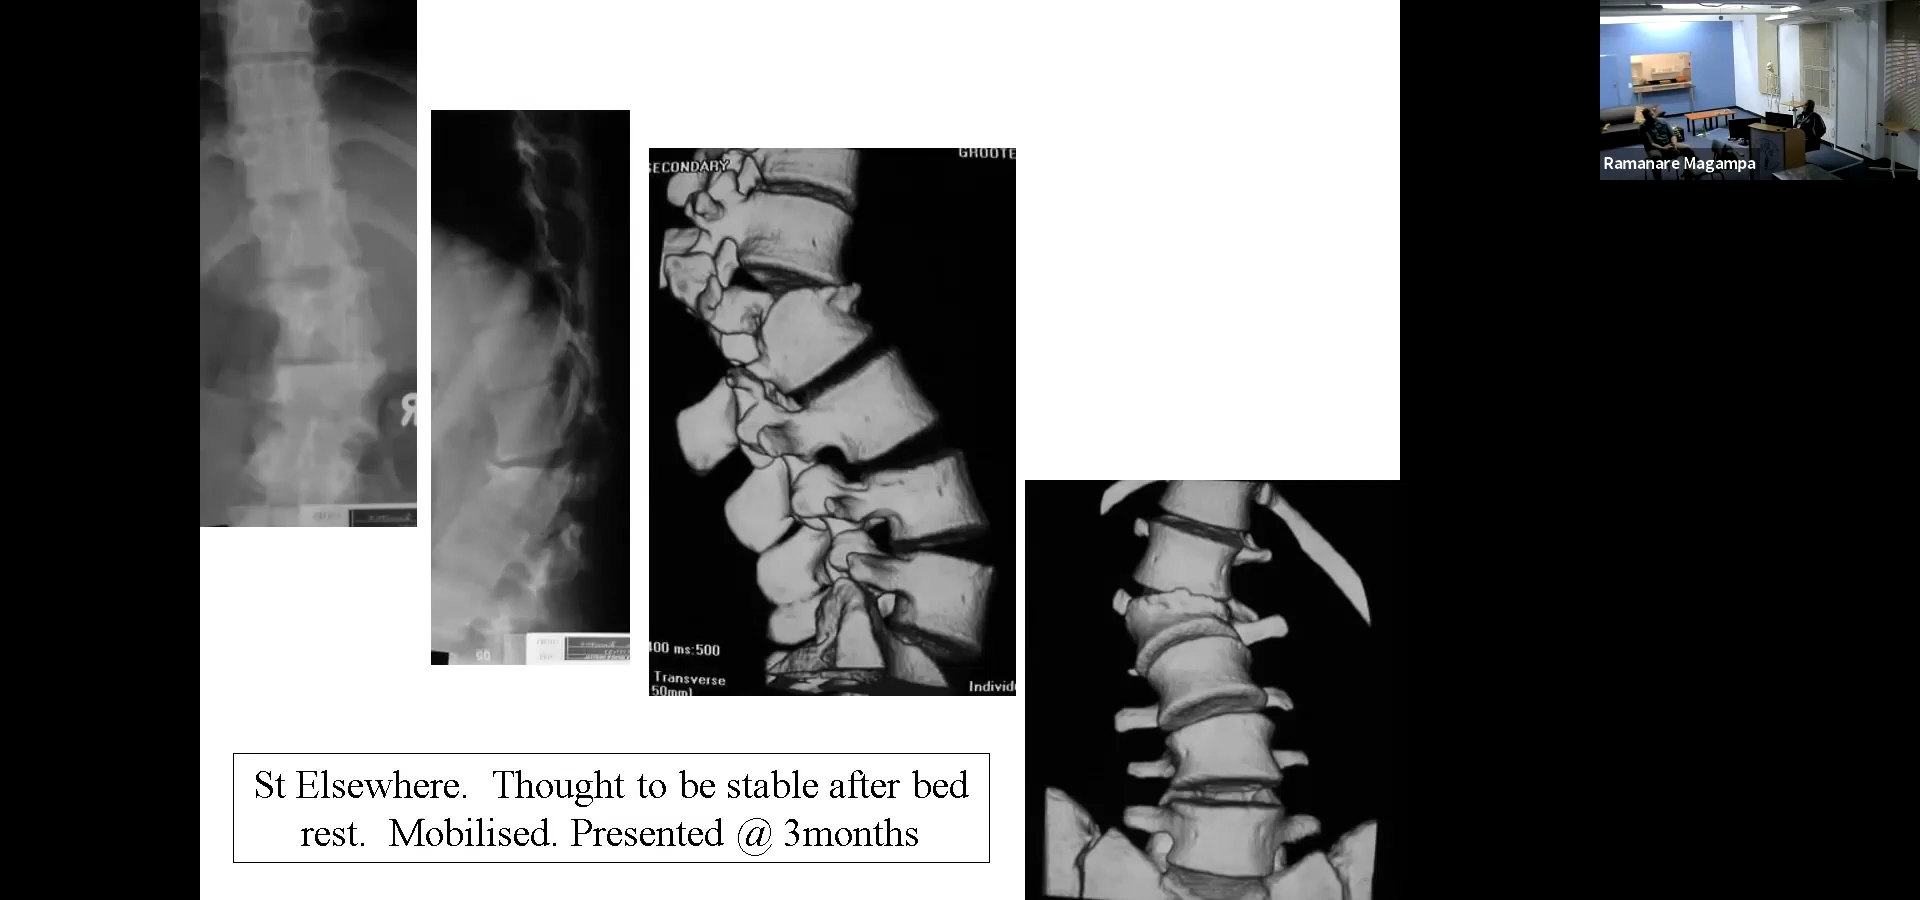 SECONDARY
GROOTE
R
400 ms:500
Transverse
50mm)
Individ
St Elsewhere. Thought to be stable after bed
rest. Mobilised. Presented @ 3months
Ramanare Magampa